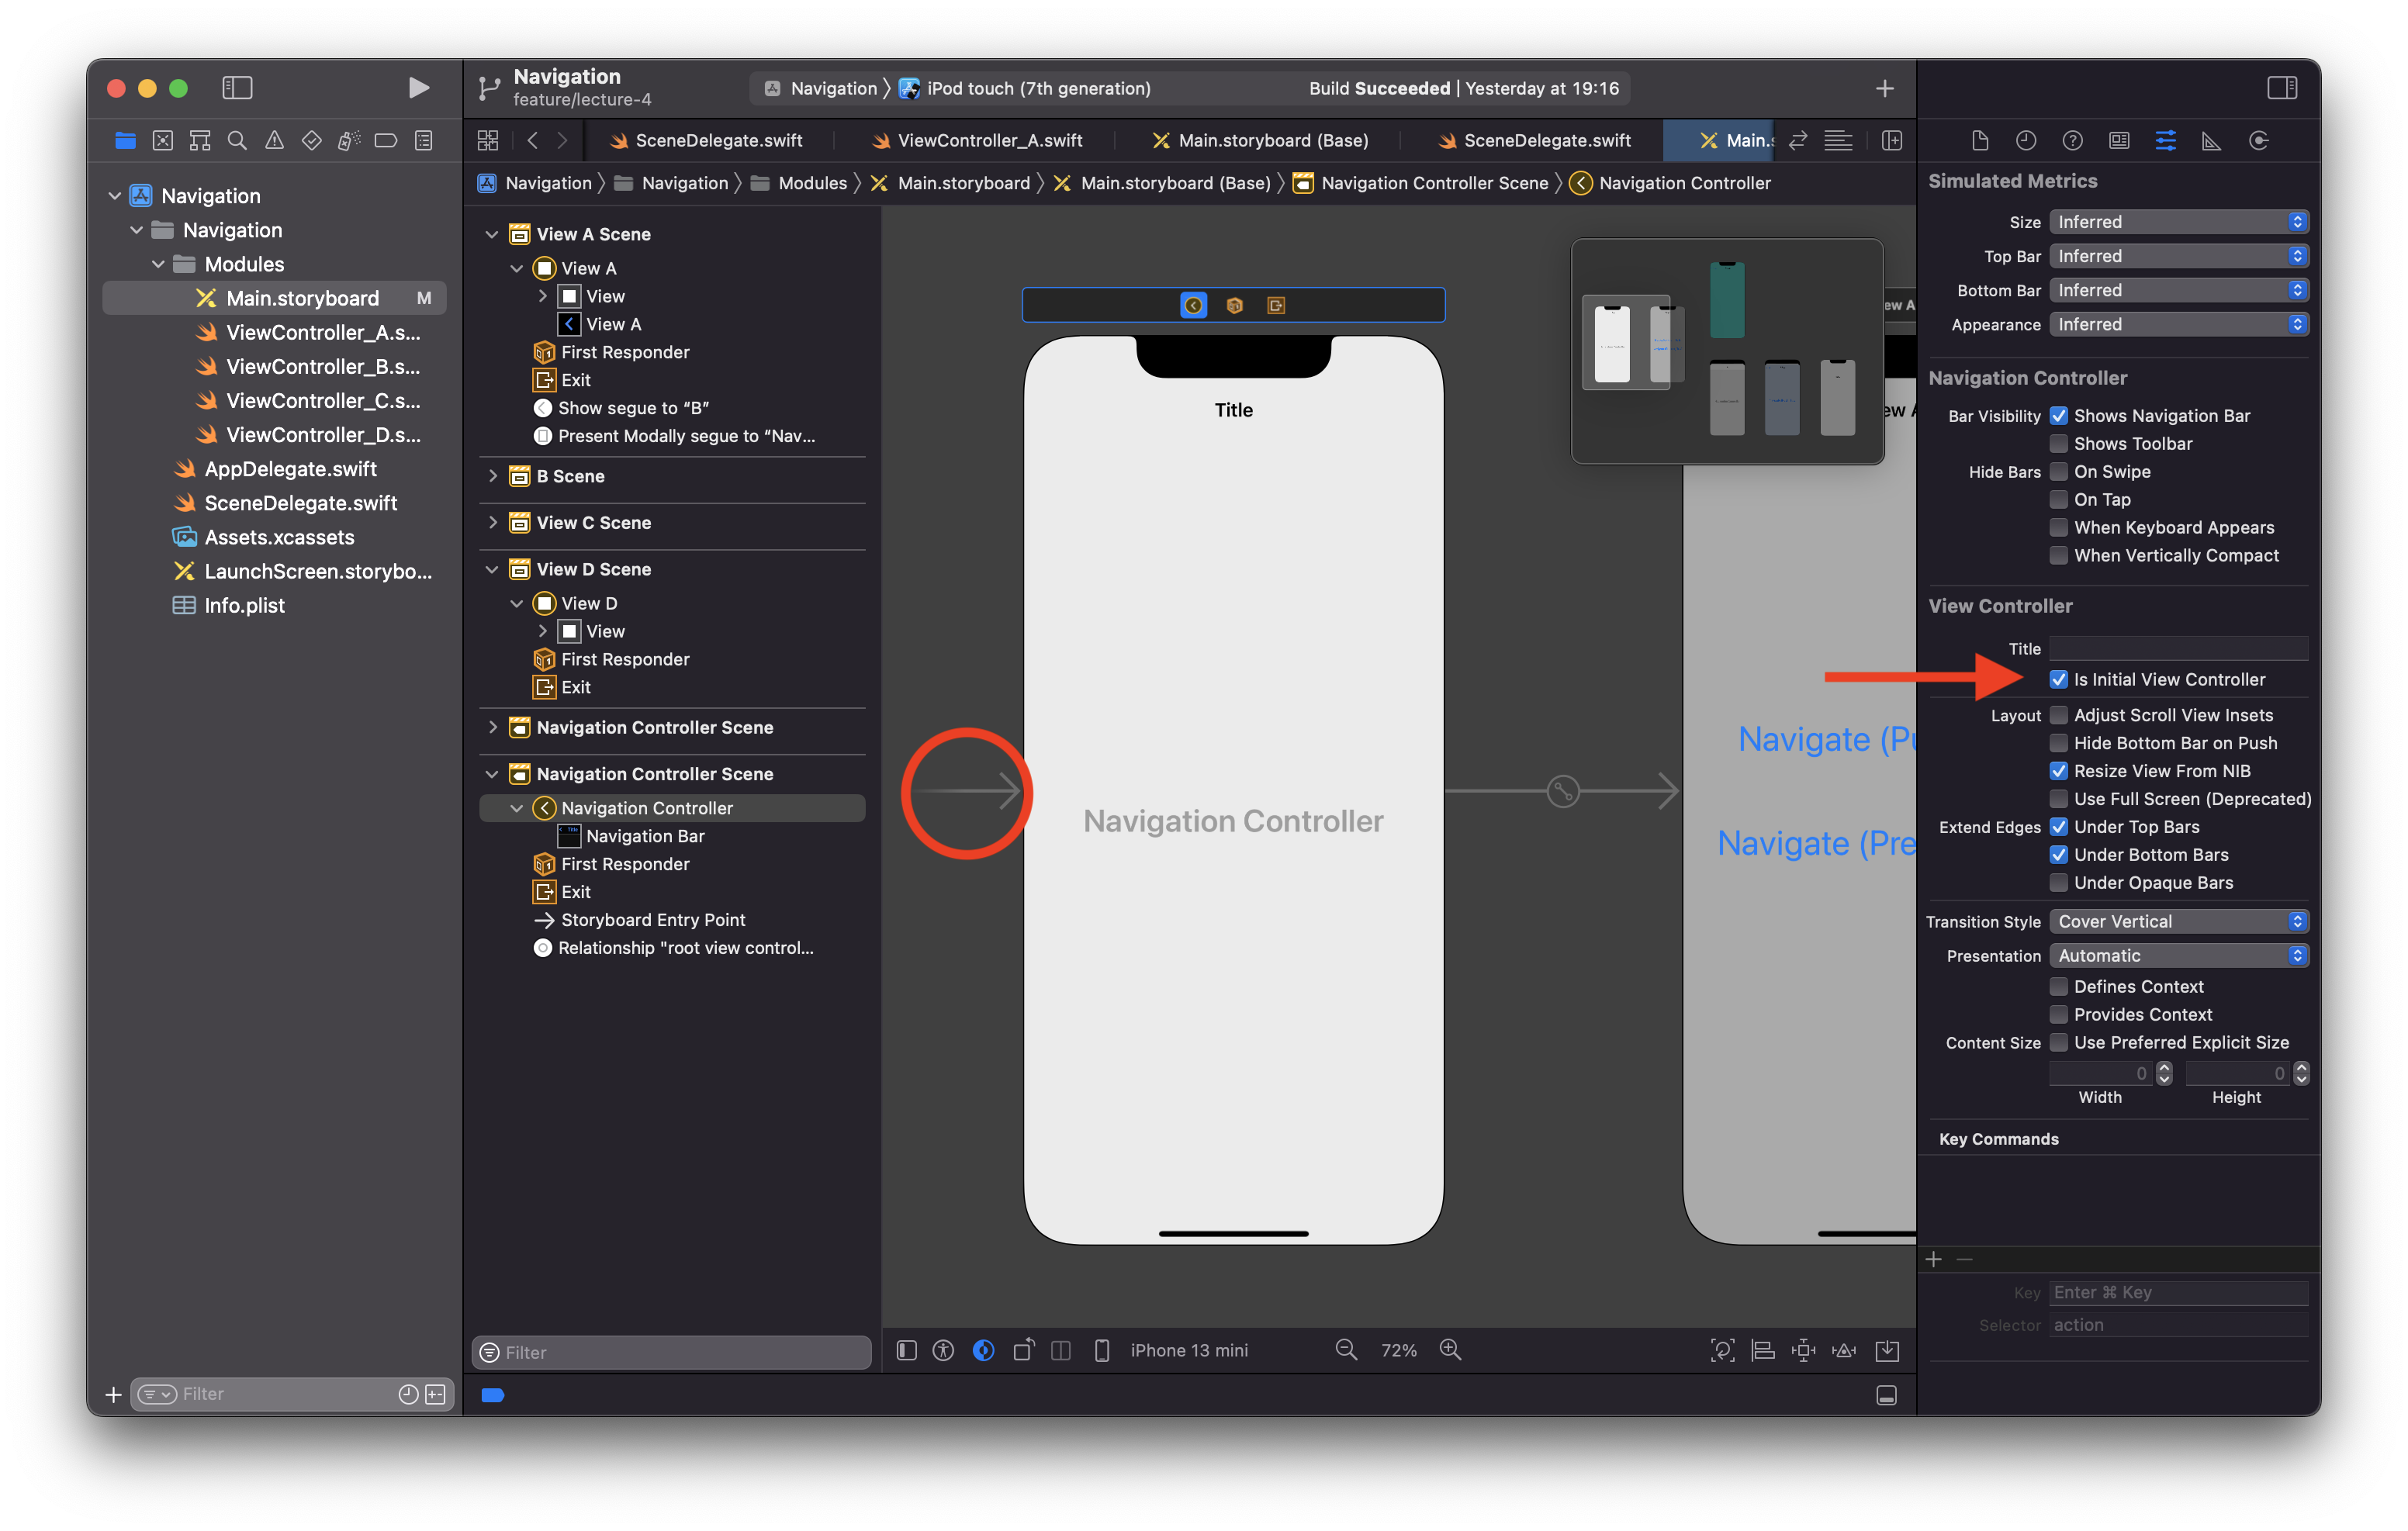 Navigation
feature/lecture-4
Navigation 〉 iPod touch (7th generation)
Build Succeeded | Yesterday at 19:16
SceneDelegate.swift
ViewController_A.swift
Main.storyboard (Base)
SceneDelegate.swift
Main.s
Navigation 〉 Navigation 〉 Modules 〉 Main.storyboard 〉 Main.storyboard (Base) 〉 Navigation Controller Scene 〉 Navigation Controller
Navigation
Navigation
Modules
Main.storyboard M
ViewController_A.s...
ViewController_B.s...
ViewController_C.s...
ViewController_D.s...
AppDelegate.swift
SceneDelegate.swift
Assets.xcassets
LaunchScreen.storybo...
Info.plist
Filter
View A Scene
View A
View
View A
First Responder
Exit
Show segue to “B”
Present Modally segue to “Nav...
B Scene
View C Scene
View D Scene
View D
View
First Responder
Exit
Navigation Controller Scene
Navigation Controller Scene
Navigation Controller
Navigation Bar
First Responder
Exit
Storyboard Entry Point
Relationship "root view control...
Filter
Title
Navigation Controller
ew A
ew A
Navigate (Pu
Navigate (Pre
iPhone 13 mini
72%
Simulated Metrics
Size Inferred
Top Bar Inferred
Bottom Bar Inferred
Appearance Inferred
Navigation Controller
Bar Visibility Shows Navigation Bar
Shows Toolbar
Hide Bars On Swipe
On Tap
When Keyboard Appears
When Vertically Compact
View Controller
Title
Is Initial View Controller
Layout Adjust Scroll View Insets
Hide Bottom Bar on Push
Resize View From NIB
Use Full Screen (Deprecated)
Extend Edges Under Top Bars
Under Bottom Bars
Under Opaque Bars
Transition Style Cover Vertical
Presentation Automatic
Defines Context
Provides Context
Content Size Use Preferred Explicit Size
0 0
Width Height
Key Commands
Key Enter ⌘ Key
Selector action